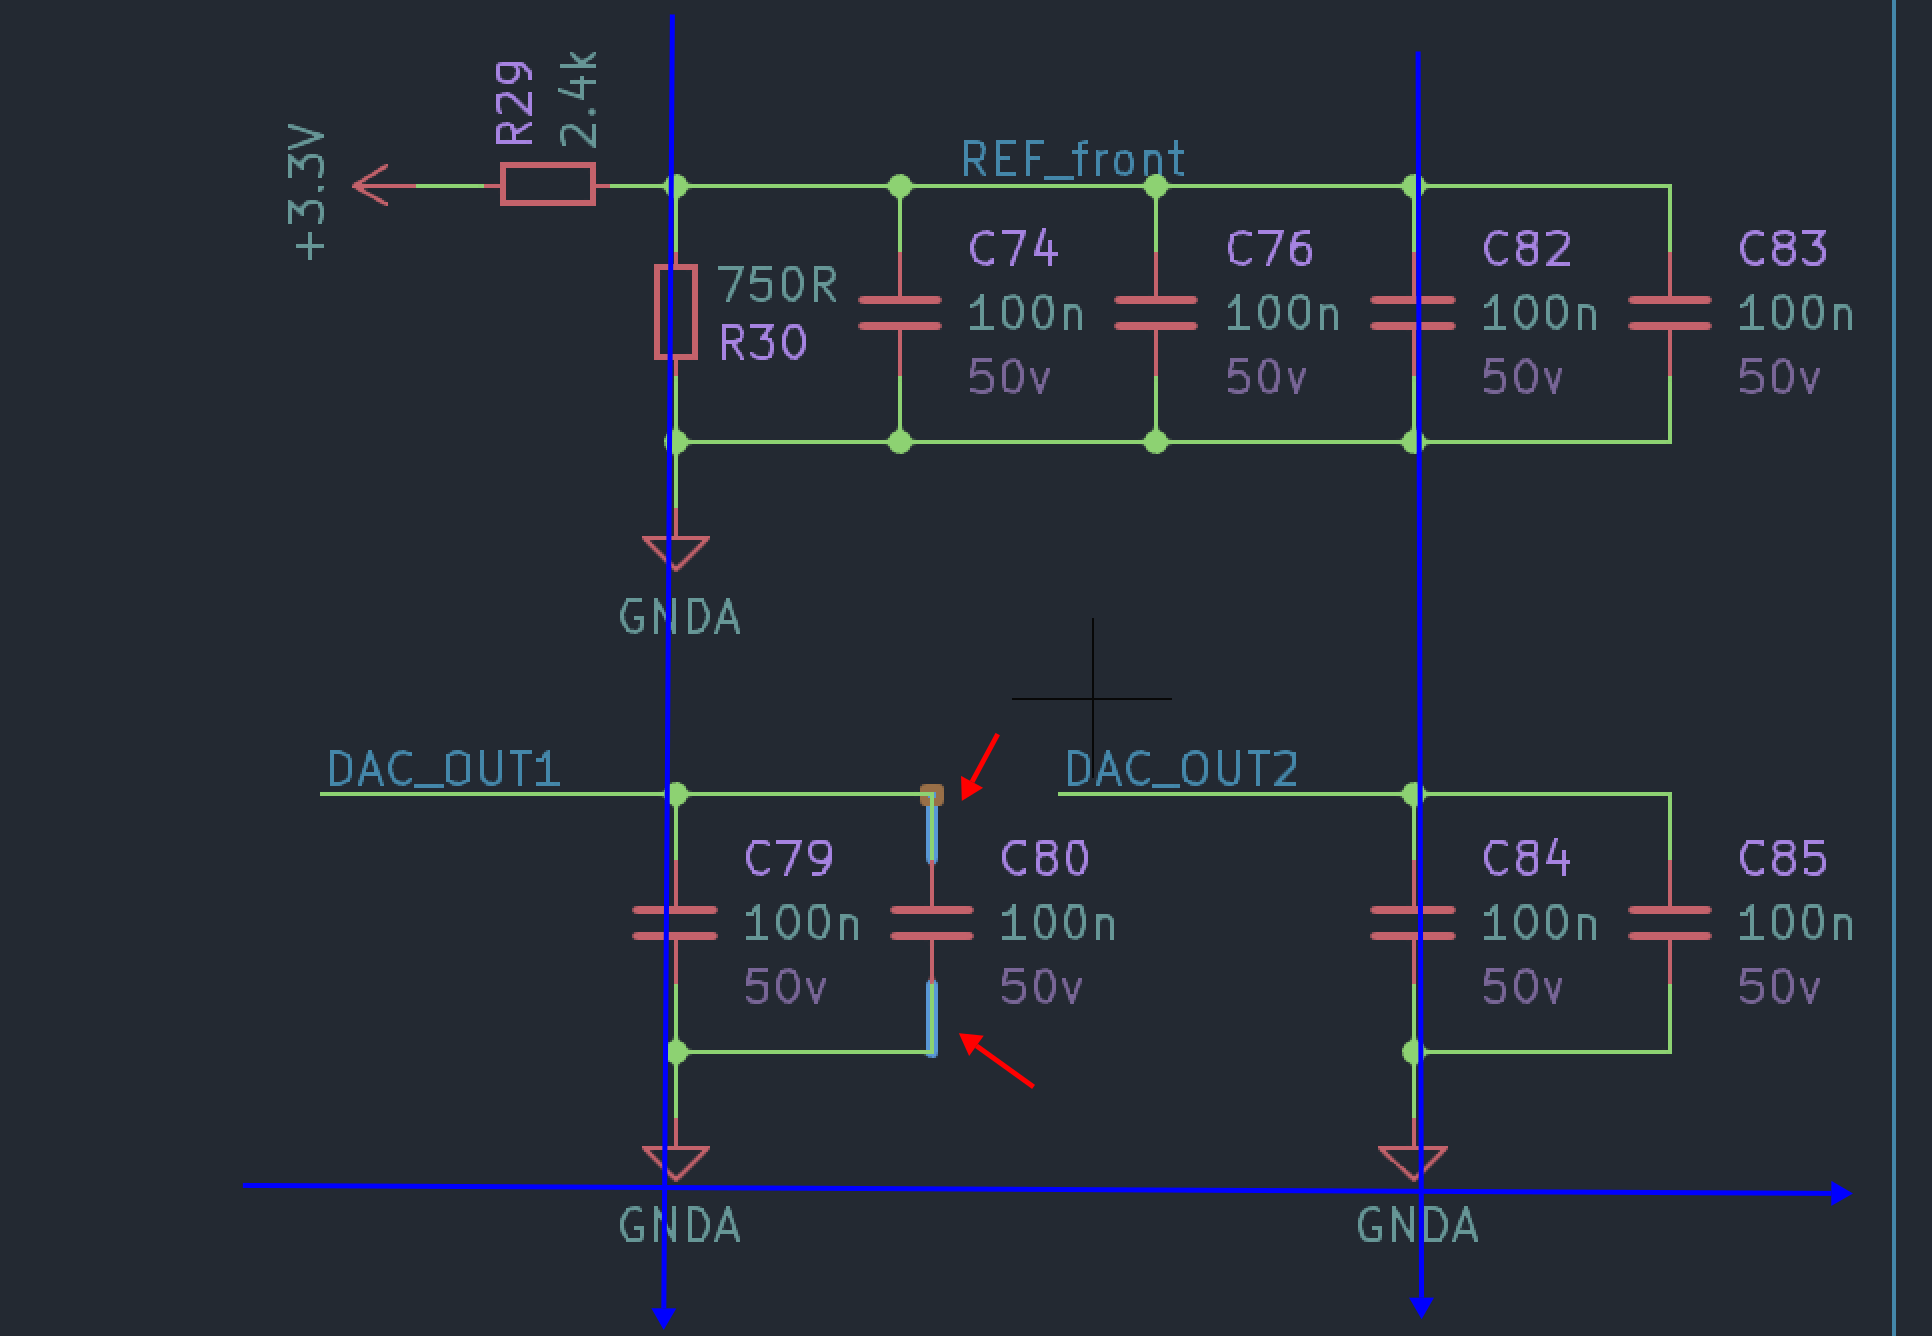 R29
2.4k
+3.3V
REF_front
750R
R30
C74
100n
50v
C76
100n
50v
C82
100n
50v
C83
100n
50v
GNDA
DAC_OUT1
C79
100n
50v
C80
100n
50v
GNDA
DAC_OUT2
C84
100n
50v
C85
100n
50v
GNDA